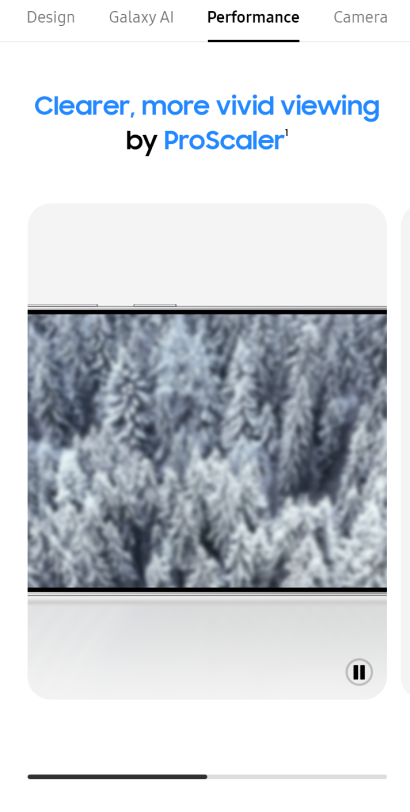 Design Galaxy AI Performance Camera
Clearer, more vivid viewing
by ProScaler¹